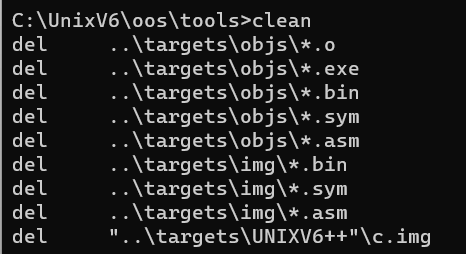 C:\UnixV6\oos\tools>clean
del     ..\targets\objs\*.o
del     ..\targets\objs\*.exe
del     ..\targets\objs\*.bin
del     ..\targets\objs\*.sym
del     ..\targets\objs\*.asm
del     ..\targets\img\*.bin
del     ..\targets\img\*.sym
del     ..\targets\img\*.asm
del     "..\targets\UNIXV6++"\c.img